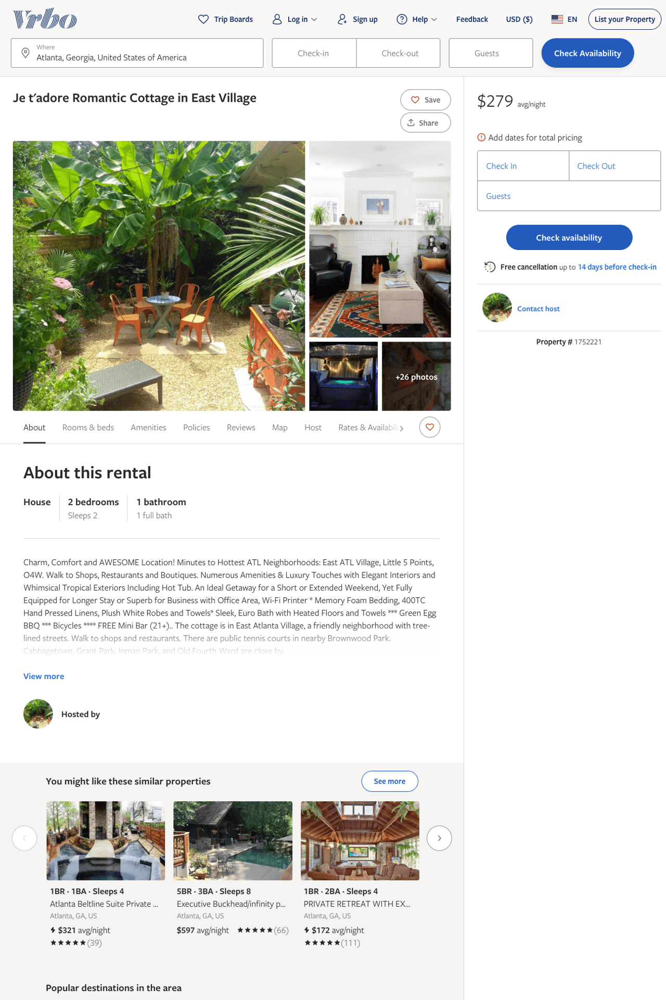 Vrbo
Trip Boards
Log in
Sign up
Help
Feedback
USD ($)
EN
List your Property
Where
Atlanta, Georgia, United States of America
Check-in
Check-out
Guests
Check Availability
Je t'adore Romantic Cottage in East Village
Save
Share
$279 avg/night
Add dates for total pricing
Check In
Check Out
Guests
Check availability
Free cancellation up to 14 days before check-in
Contact host
Property # 1752221
+26 photos
About
Rooms & beds
Amenities
Policies
Reviews
Map
Host
Rates & Availabili
About this rental
House
2 bedrooms
Sleeps 2
1 bathroom
1 full bath
Charm, Comfort and AWESOME Location! Minutes to Hottest ATL Neighborhoods: East ATL Village, Little 5 Points,
O4W. Walk to Shops, Restaurants and Boutiques. Numerous Amenities & Luxury Touches with Elegant Interiors and
Whimsical Tropical Exteriors Including Hot Tub. An Ideal Getaway for a Short or Extended Weekend, Yet Fully
Equipped for Longer Stay or Superb for Business with Office Area, Wi-Fi Printer * Memory Foam Bedding, 400TC
Hand Pressed Linens, Plush White Robes and Towels* Sleek, Euro Bath with Heated Floors and Towels *** Green Egg
BBQ *** Bicycles **** FREE Mini Bar (21+).. The cottage is in East Atlanta Village, a friendly neighborhood with tree-
lined streets. Walk to shops and restaurants. There are public tennis courts in nearby Brownwood Park.
Cabbagetown, Grant Park, Inman Park, and Old Fourth Ward are close by.
View more
Hosted by
You might like these similar properties
See more
1BR · 1BA · Sleeps 4
Atlanta Beltline Suite Private ...
Atlanta, GA, US
$321 avg/night
★★★★★(39)
5BR · 3BA · Sleeps 8
Executive Buckhead/infinity p...
Atlanta, GA, US
$597 avg/night ★★★★★(66)
1BR · 2BA · Sleeps 4
PRIVATE RETREAT WITH EX...
Atlanta, GA, US
$172 avg/night
★★★★★(111)
Popular destinations in the area